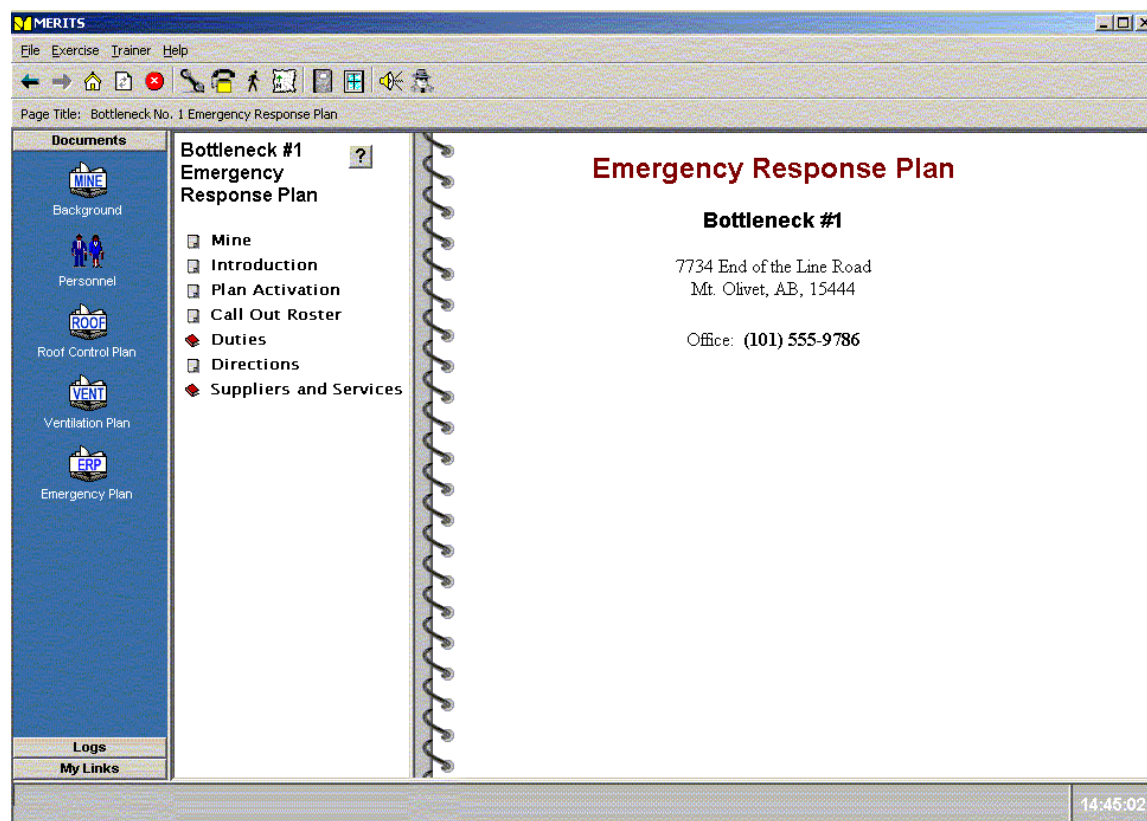 MERITS
File Exercise Trainer Help
Page Title: Bottleneck No. 1 Emergency Response Plan
Documents
MINE
Background
Personnel
ROOF
Roof Control Plan
VENT
Ventilation Plan
ERP
Emergency Plan
Logs
My Links
Bottleneck #1
Emergency
Response Plan
?
Mine
Introduction
Plan Activation
Call Out Roster
Duties
Directions
Suppliers and Services
Emergency Response Plan
Bottleneck #1
7734 End of the Line Road
Mt. Olivet, AB, 15444
Office: (101) 555-9786
14:45:02